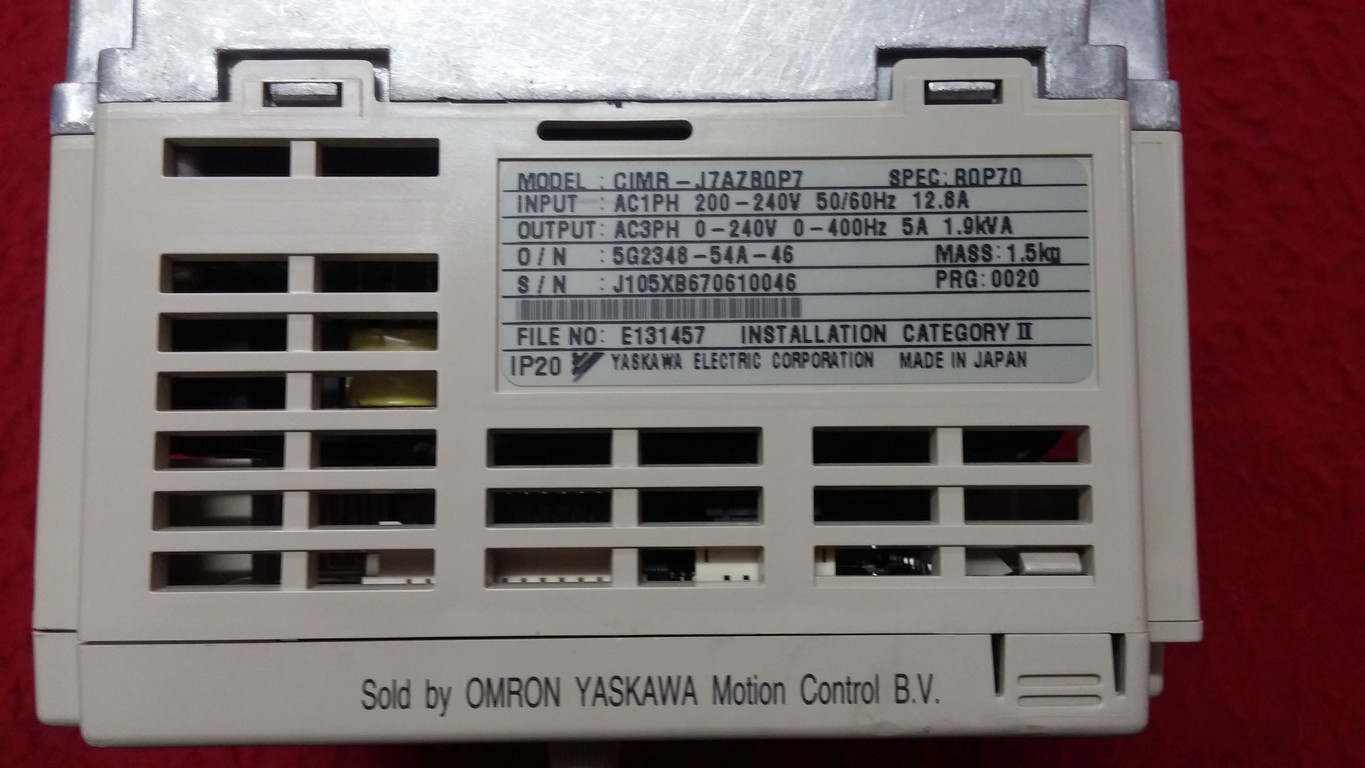 MODEL : CIMR-J7AZB0P7 SPEC: B0P70
INPUT : AC1PH 200-240V 50/60Hz 12.8A
OUTPUT: AC3PH 0-240V 0-400Hz 5A 1.9kVA
O/N : 5G2348-54A-46 MASS: 1.5kg
S/N : J105XB670610046 PRG: 0020
FILE NO: E131457 INSTALLATION CATEGORY II
IP20 YASKAWA ELECTRIC CORPORATION MADE IN JAPAN
Sold by OMRON YASKAWA Motion Control B.V.